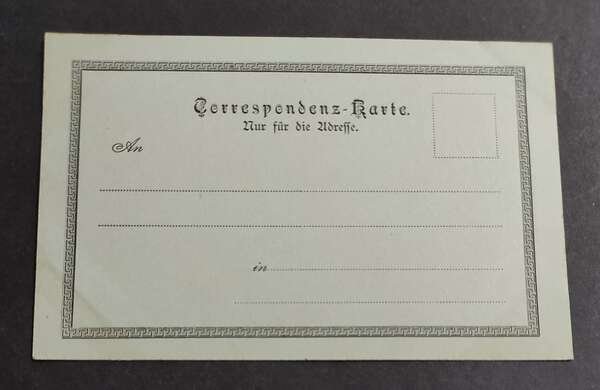 Correspondenz-Karte.
Nur für die Adresse.
An
in